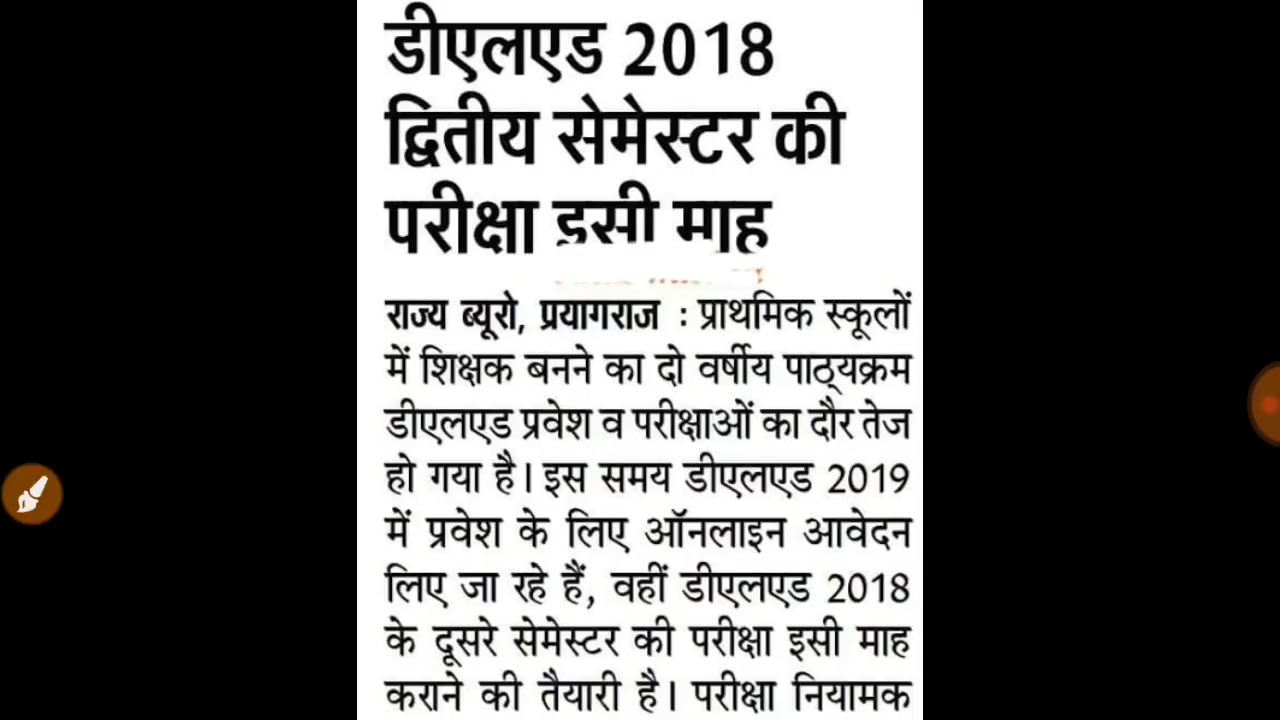 डीएलएड 2018
द्वितीय सेमेस्टर की
परीक्षा इसी माह
राज्य ब्यूरो, प्रयागराज : प्राथमिक स्कूलों
में शिक्षक बनने का दो वर्षीय पाठ्यक्रम
डीएलएड प्रवेश व परीक्षाओं का दौर तेज
हो गया है। इस समय डीएलएड 2019
में प्रवेश के लिए ऑनलाइन आवेदन
लिए जा रहे हैं, वहीं डीएलएड 2018
के दूसरे सेमेस्टर की परीक्षा इसी माह
कराने की तैयारी है। परीक्षा नियामक